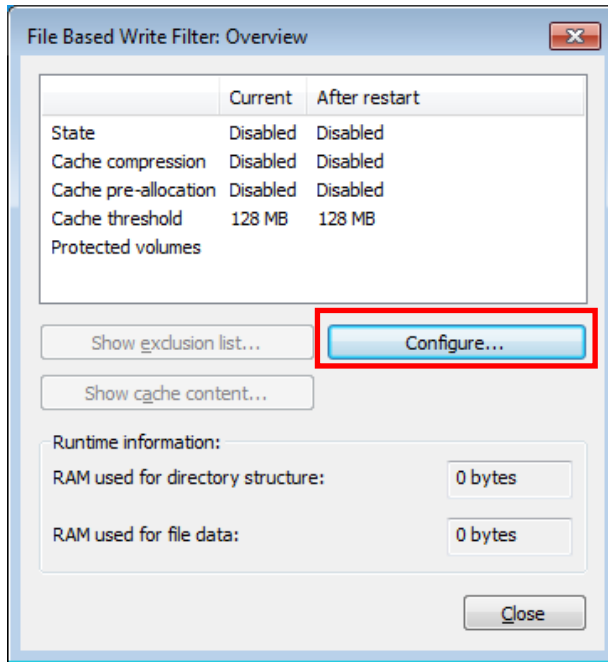 File Based Write Filter: Overview
Current After restart
State Disabled Disabled
Cache compression Disabled Disabled
Cache pre-allocation Disabled Disabled
Cache threshold 128 MB 128 MB
Protected volumes
Show exclusion list... Configure...
Show cache content...
Runtime information:
RAM used for directory structure: 0 bytes
RAM used for file data: 0 bytes
Close